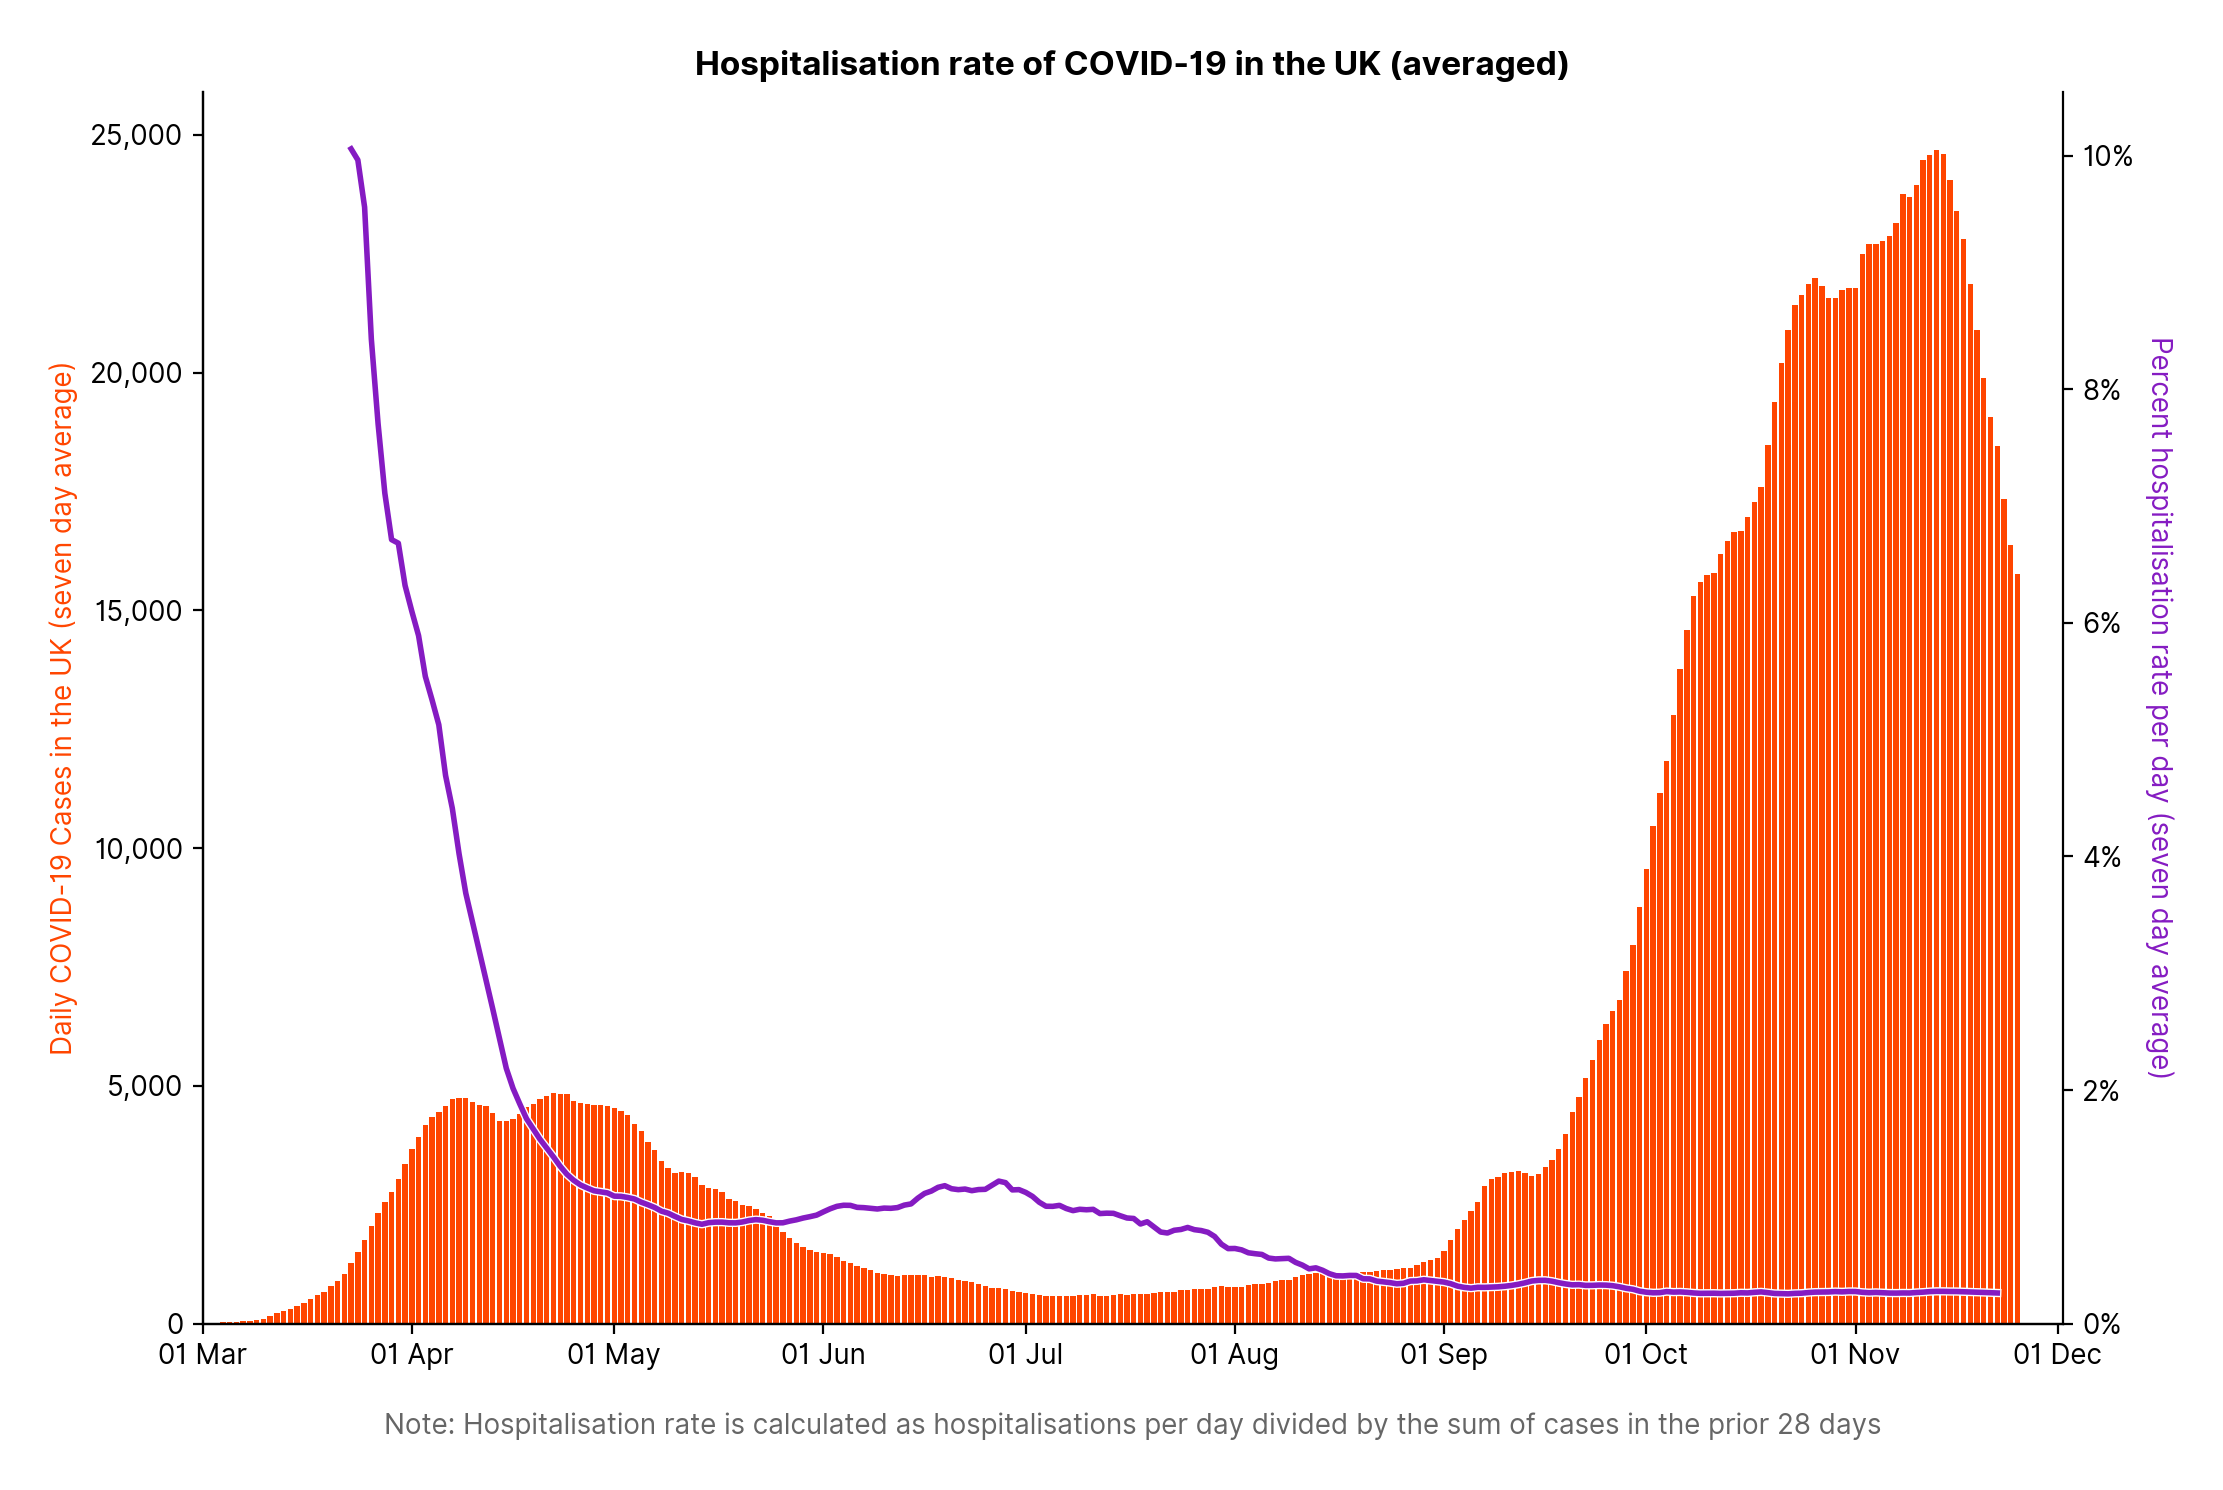 Hospitalisation rate of COVID-19 in the UK (averaged)
Daily COVID-19 Cases in the UK (seven day average)
25,000
20,000
15,000
10,000
5,000
0
10%
8%
6%
4%
2%
0%
Percent hospitalisation rate per day (seven day average)
01 Mar
01 Apr
01 May
01 Jun
01 Jul
01 Aug
01 Sep
01 Oct
01 Nov
01 Dec
Note: Hospitalisation rate is calculated as hospitalisations per day divided by the sum of cases in the prior 28 days